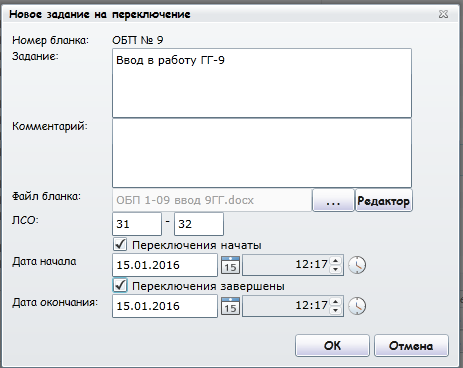 Новое задание на переключение
Номер бланка: ОБП № 9
Задание:
Ввод в работу ГГ-9
Комментарий:
Файл бланка: ОБП 1-09 ввод 9ГГ.docx ... Редактор
ЛСО: 31 - 32
Переключения начаты
Дата начала 15.01.2016 15 12:17
Переключения завершены
Дата окончания: 15.01.2016 15 12:17
OK Отмена